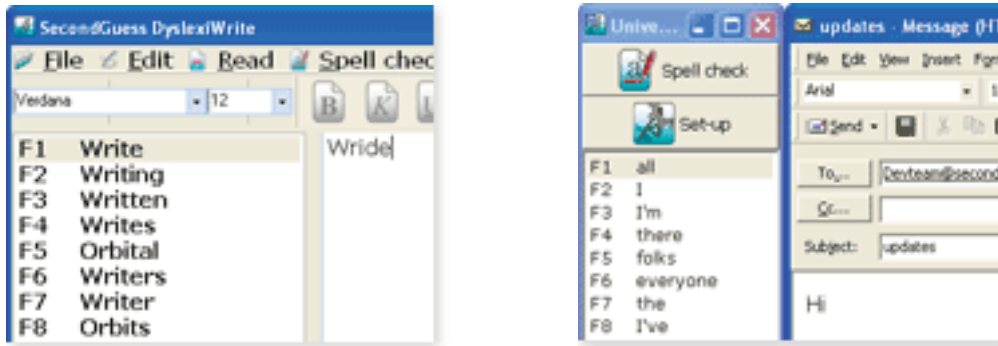 SecondGuess DyslexiWrite
File Edit Read Spell chec
Verdana 12
B K
F1 Write
F2 Writing
F3 Written
F4 Writes
F5 Orbital
F6 Writers
F7 Writer
F8 Orbits
Wride
Unive...
Spell check
Set-up
F1 all
F2 I
F3 I'm
F4 there
F5 folks
F6 everyone
F7 the
F8 I've
updates - Message (HT
File Edit View Insert Form
Arial
Send
To... Devteam@second
Cc...
Subject: updates
Hi